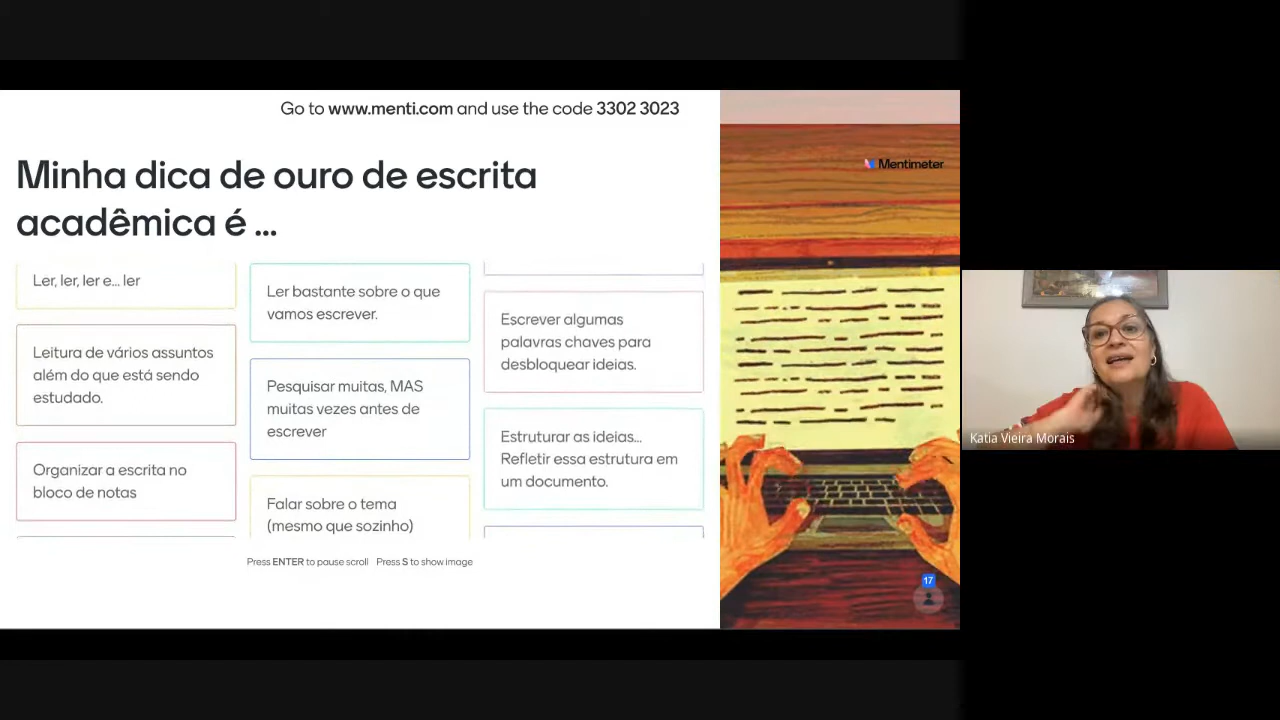 Go to www.menti.com and use the code 3302 3023
Mentimeter
Minha dica de ouro de escrita
acadêmica é ...
Ler, ler, ler e... ler
Leitura de vários assuntos
além do que está sendo
estudado.
Organizar a escrita no
bloco de notas
Ler bastante sobre o que
vamos escrever.
Pesquisar muitas, MAS
muitas vezes antes de
escrever
Falar sobre o tema
(mesmo que sozinho)
Escrever algumas
palavras chaves para
desbloquear ideias.
Estruturar as ideias...
Refletir essa estrutura em
um documento.
Press ENTER to pause scroll Press S to show image
17
Katia Vieira Morais